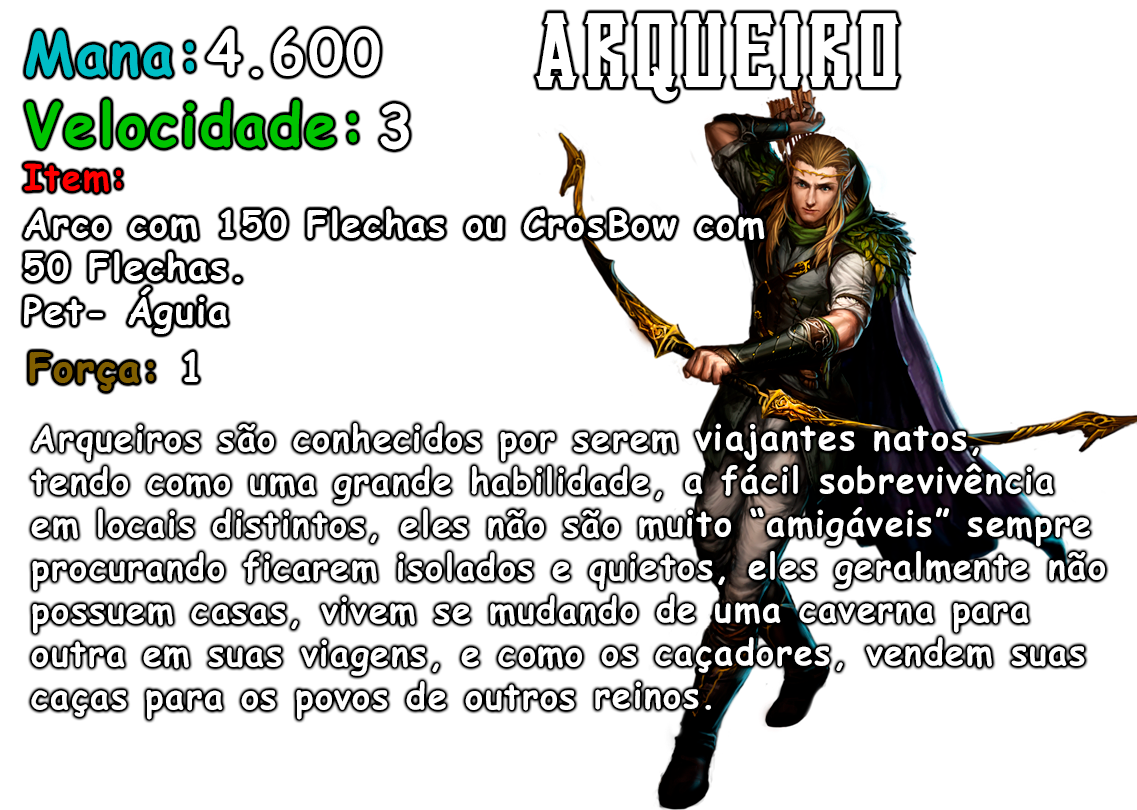 ARQUEIRO
Mana: 4.600
Velocidade: 3
Item:
Arco com 150 Flechas ou CrosBow com
50 Flechas.
Pet- Águia
Força: 1
Arqueiros são conhecidos por serem viajantes natos,
tendo como uma grande habilidade, a fácil sobrevivência
em locais distintos, eles não são muito “amigáveis” sempre
procurando ficarem isolados e quietos, eles geralmente não
possuem casas, vivem se mudando de uma caverna para
outra em suas viagens, e como os caçadores, vendem suas
caças para os povos de outros reinos.